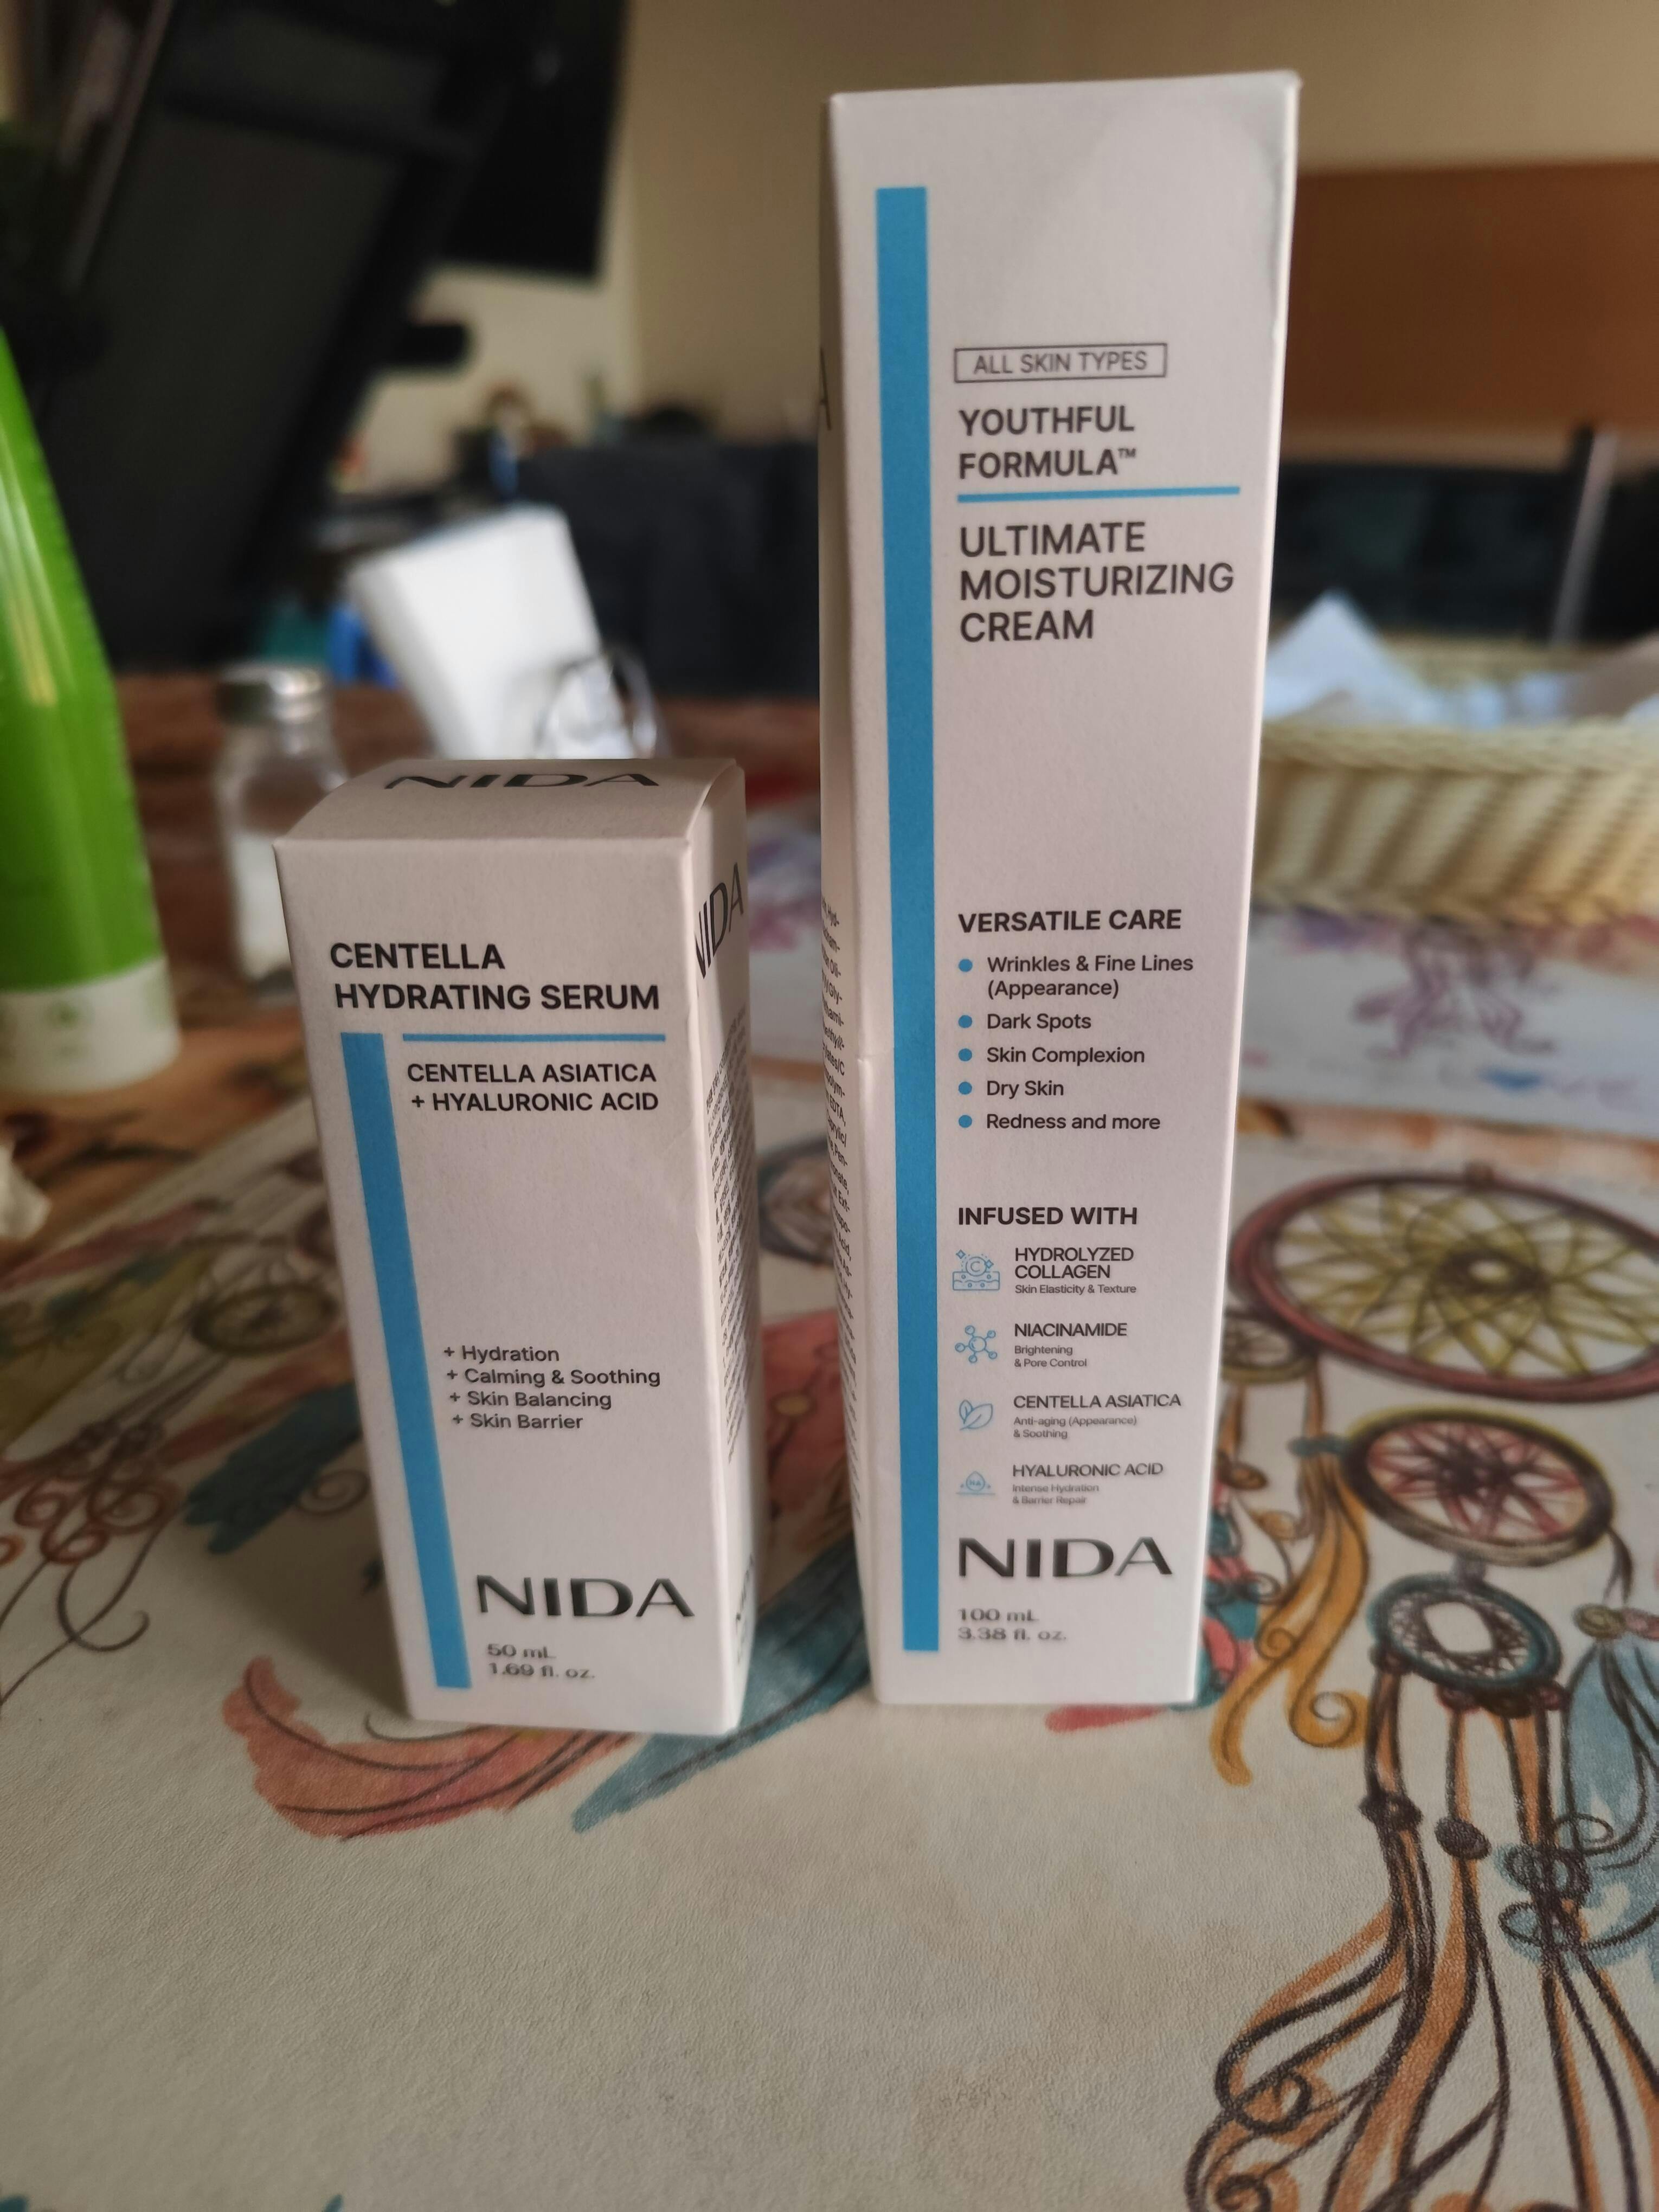 NIDA
NIDA
CENTELLA
HYDRATING SERUM
CENTELLA ASIATICA
+ HYALURONIC ACID
+ Hydration
+ Calming & Soothing
+ Skin Balancing
+ Skin Barrier
NIDA
50 mL
1.69 fl. oz.
ALL SKIN TYPES
YOUTHFUL
FORMULA™
ULTIMATE
MOISTURIZING
CREAM
VERSATILE CARE
Wrinkles & Fine Lines
(Appearance)
Dark Spots
Skin Complexion
Dry Skin
Redness and more
INFUSED WITH
HYDROLYZED
COLLAGEN
Skin Elasticity & Texture
NIACINAMIDE
Brightening
& Pore Control
CENTELLA ASIATICA
Anti-aging (Appearance)
& Soothing
HYALURONIC ACID
Intense Hydration
& Barrier Repair
NIDA
100 mL
3.38 fl. oz.